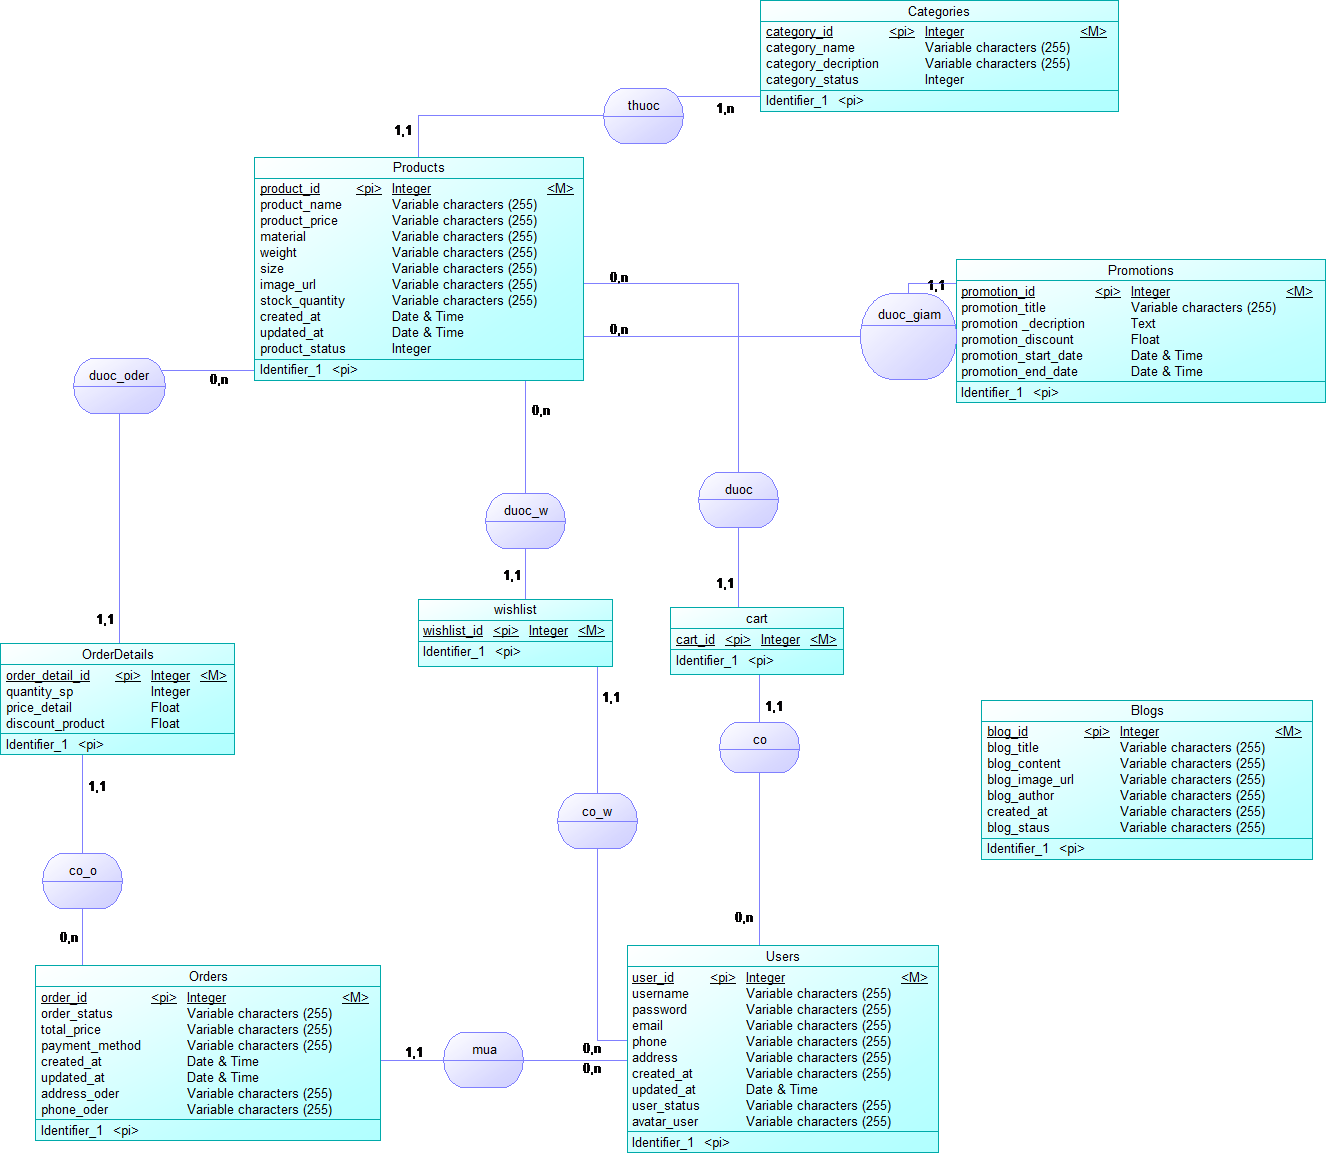 Categories
category_id <pi> Integer <M>
category_name Variable characters (255)
category_decription Variable characters (255)
category_status Integer
Identifier_1 <pi>
thuoc
1,n
1,1
Products
product_id <pi> Integer <M>
product_name Variable characters (255)
product_price Variable characters (255)
material Variable characters (255)
weight Variable characters (255)
size Variable characters (255)
image_url Variable characters (255)
stock_quantity Variable characters (255)
created_at Date & Time
updated_at Date & Time
product_status Integer
Identifier_1 <pi>
0,n
0,n
1,1
duoc_giam
Promotions
promotion_id <pi> Integer <M>
promotion_title Variable characters (255)
promotion _decription Text
promotion_discount Float
promotion_start_date Date & Time
promotion_end_date Date & Time
Identifier_1 <pi>
duoc_oder
0,n
0,n
duoc_w
duoc
1,1
1,1
1,1
wishlist
wishlist_id <pi> Integer <M>
Identifier_1 <pi>
cart
cart_id <pi> Integer <M>
Identifier_1 <pi>
OrderDetails
order_detail_id <pi> Integer <M>
quantity_sp Integer
price_detail Float
discount_product Float
Identifier_1 <pi>
1,1
1,1
1,1
co
co_w
co_o
Blogs
blog_id <pi> Integer <M>
blog_title Variable characters (255)
blog_content Variable characters (255)
blog_image_url Variable characters (255)
blog_author Variable characters (255)
created_at Variable characters (255)
blog_staus Variable characters (255)
Identifier_1 <pi>
0,n
0,n
Orders
order_id <pi> Integer <M>
order_status Variable characters (255)
total_price Variable characters (255)
payment_method Variable characters (255)
created_at Date & Time
updated_at Date & Time
address_oder Variable characters (255)
phone_oder Variable characters (255)
Identifier_1 <pi>
1,1
mua
0,n
0,n
Users
user_id <pi> Integer <M>
username Variable characters (255)
password Variable characters (255)
email Variable characters (255)
phone Variable characters (255)
address Variable characters (255)
created_at Variable characters (255)
updated_at Date & Time
user_status Variable characters (255)
avatar_user Variable characters (255)
Identifier_1 <pi>